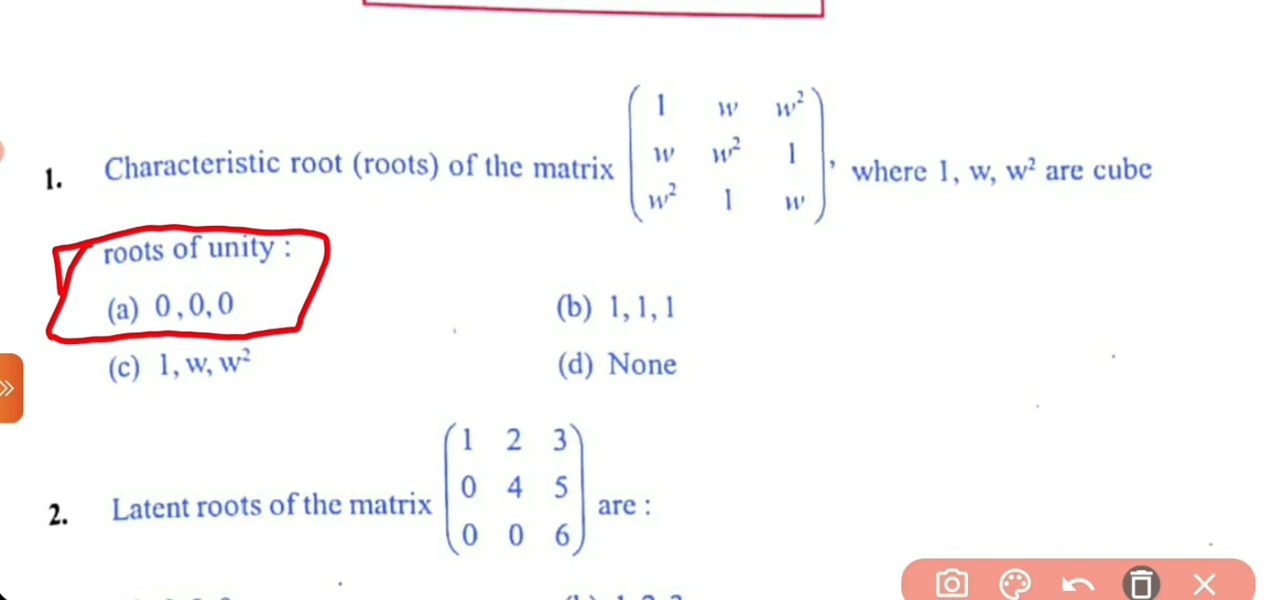 1. Characteristic root (roots) of the matrix ( 1 w w² ; w w² 1 ; w² 1 w ), where 1, w, w² are cube
roots of unity :
(a) 0, 0, 0 (b) 1, 1, 1
(c) 1, w, w² (d) None
2. Latent roots of the matrix ( 1 2 3 ; 0 4 5 ; 0 0 6 ) are :